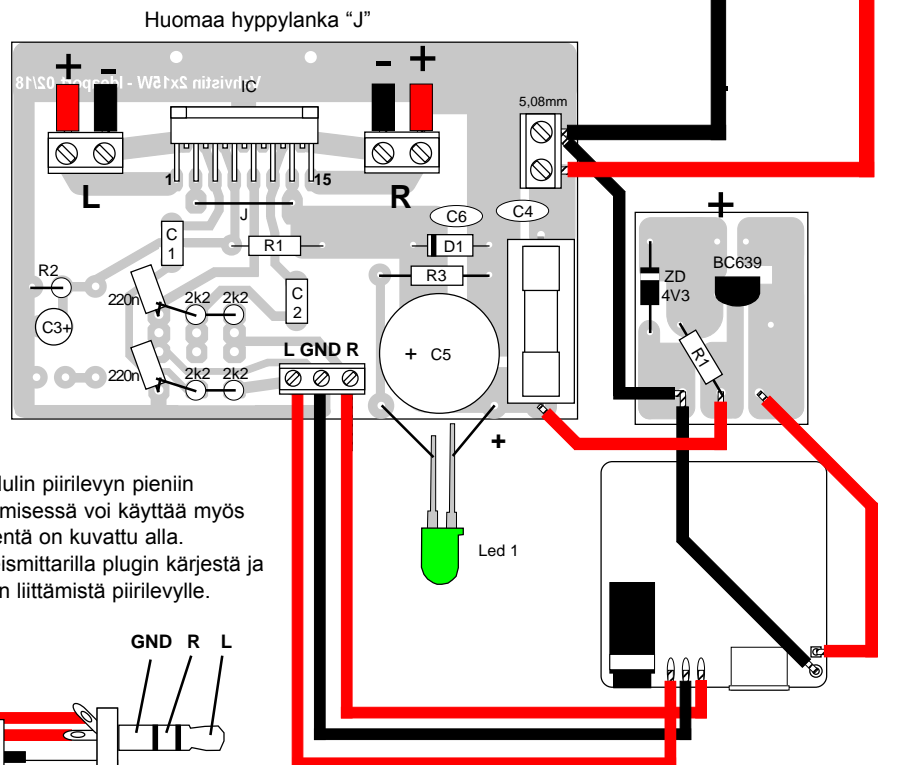 Huomaa hyppylanka “J”
+ -
- +
Vahvistin 2x15W - Ideaport 02/18
IC
5,08mm
1
15
L
R
J
C6
C4
+
C
1
R1
D1
ZD
4V3
BC639
R2
R3
220n
2k2 2k2
C
2
C3+
+ C5
R1
L GND R
220n
2k2 2k2
+
Led 1
lulin piirilevyn pieniin
misessä voi käyttää myös
entä on kuvattu alla.
eismittarilla plugin kärjestä ja
n liittämistä piirilevylle.
GND R L